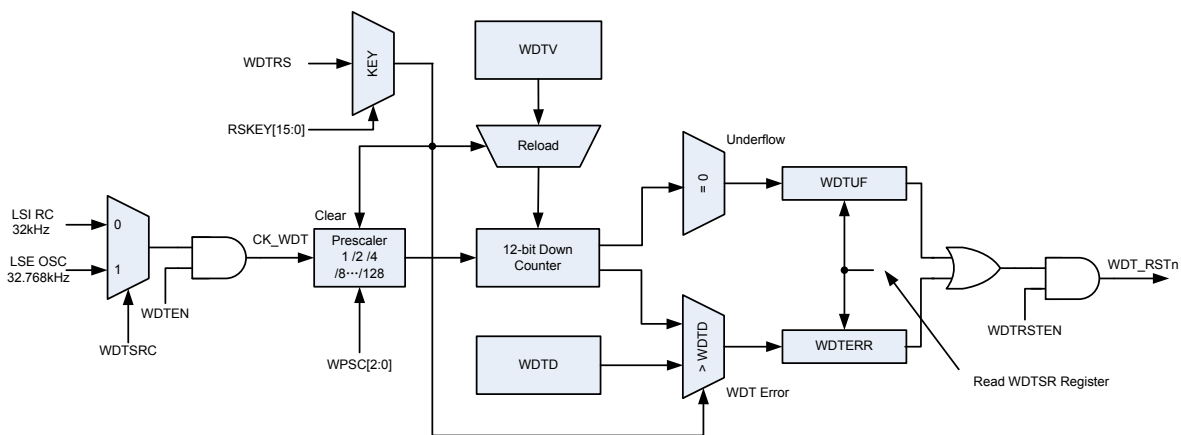 WDTRS
KEY
RSKEY[15:0]
WDTV
Reload
Underflow
= 0
WDTUF
LSI RC
32kHz
0
LSE OSC
32.768kHz
1
WDTSRC
WDTEN
CK_WDT
Clear
Prescaler
1 /2 /4
/8⋯/128
WPSC[2:0]
12-bit Down
Counter
WDTD
> WDTD
WDT Error
WDTERR
WDT_RSTn
WDTRSTEN
Read WDTSR Register